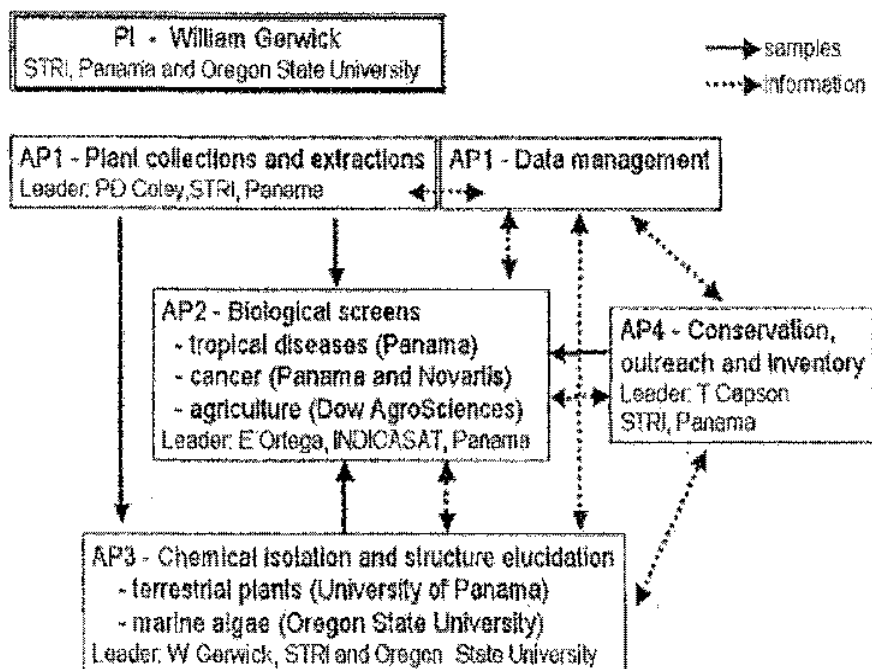 PI - William Gerwick
STRI, Panama and Oregon State University
samples
information
AP1 - Plant collections and extractions
Leader: PD Coley, STRI, Panama
AP1 - Data management
AP2 - Biological screens
- tropical diseases (Panama)
- cancer (Panama and Novartis)
- agriculture (Dow AgroSciences)
Leader: E Ortega, INDICASAT, Panama
AP4 - Conservation,
outreach and inventory
Leader: T Capson
STRI, Panama
AP3 - Chemical isolation and structure elucidation
- terrestrial plants (University of Panama)
- marine algae (Oregon State University)
Leader: W Gerwick, STRI and Oregon State University